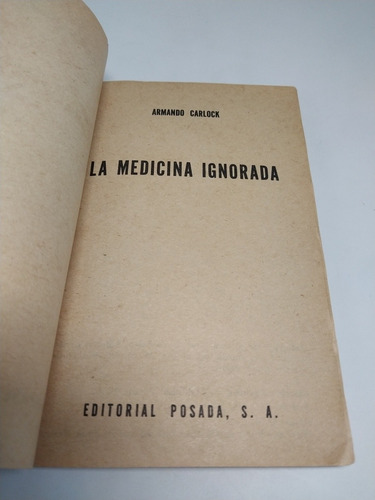 ARMANDO CARLOCK
LA MEDICINA IGNORADA
EDITORIAL POSADA, S. A.